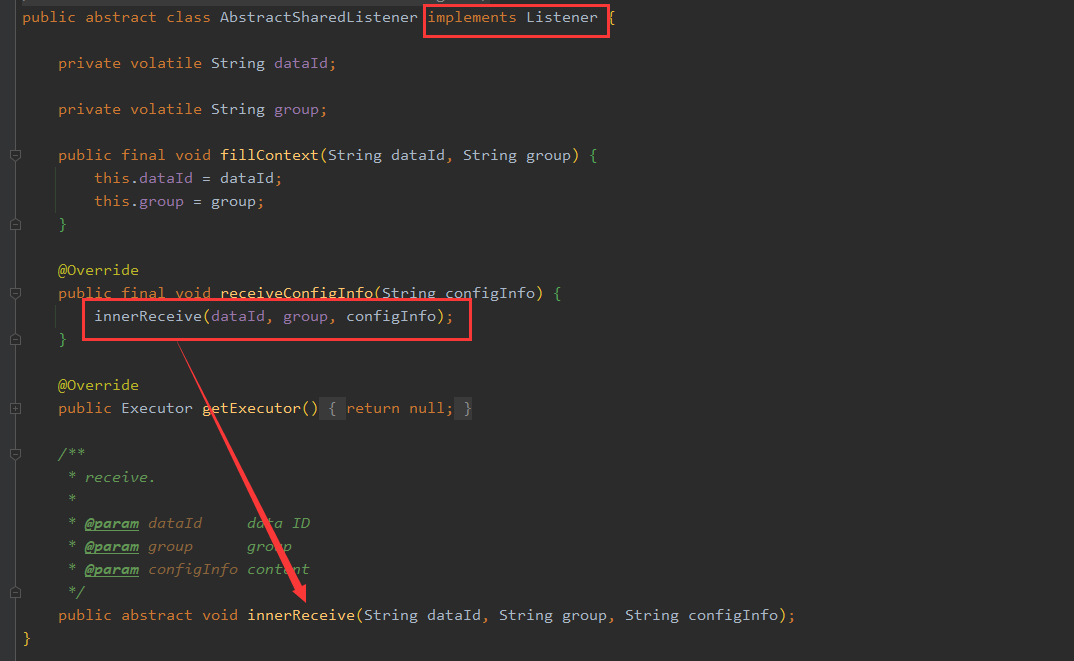 public abstract class AbstractSharedListener implements Listener {
private volatile String dataId;
private volatile String group;
public final void fillContext(String dataId, String group) {
this.dataId = dataId;
this.group = group;
}
@Override
public final void receiveConfigInfo(String configInfo) {
innerReceive(dataId, group, configInfo);
}
@Override
public Executor getExecutor() { return null; }
/**
* receive.
*
* @param dataId data ID
* @param group group
* @param configInfo content
*/
public abstract void innerReceive(String dataId, String group, String configInfo);
}